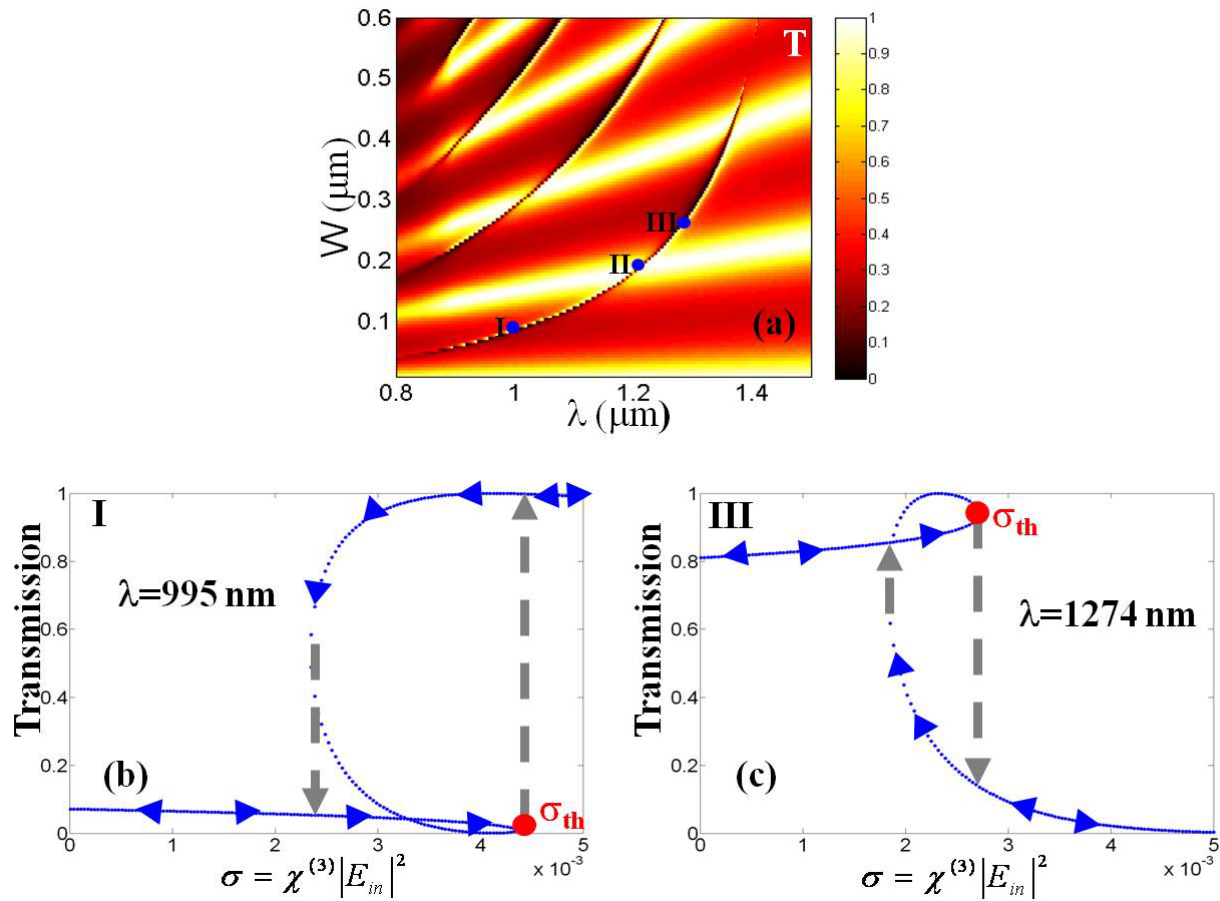 0.6
0.5
0.4
0.3
0.2
0.1
W (μm)
T
I
II
III
(a)
0.8
1
1.2
1.4
λ (μm)
1
0.9
0.8
0.7
0.6
0.5
0.4
0.3
0.2
0.1
0
I
Transmission
1
0.8
0.6
0.4
0.2
0
λ=995 nm
(b)
σth
0 1 2 3 4 5
x 10-3
σ = χ(3)|Ein|2
III
Transmission
1
0.8
0.6
0.4
0.2
0
σth
λ=1274 nm
(c)
0 1 2 3 4 5
x 10-3
σ = χ(3)|Ein|2